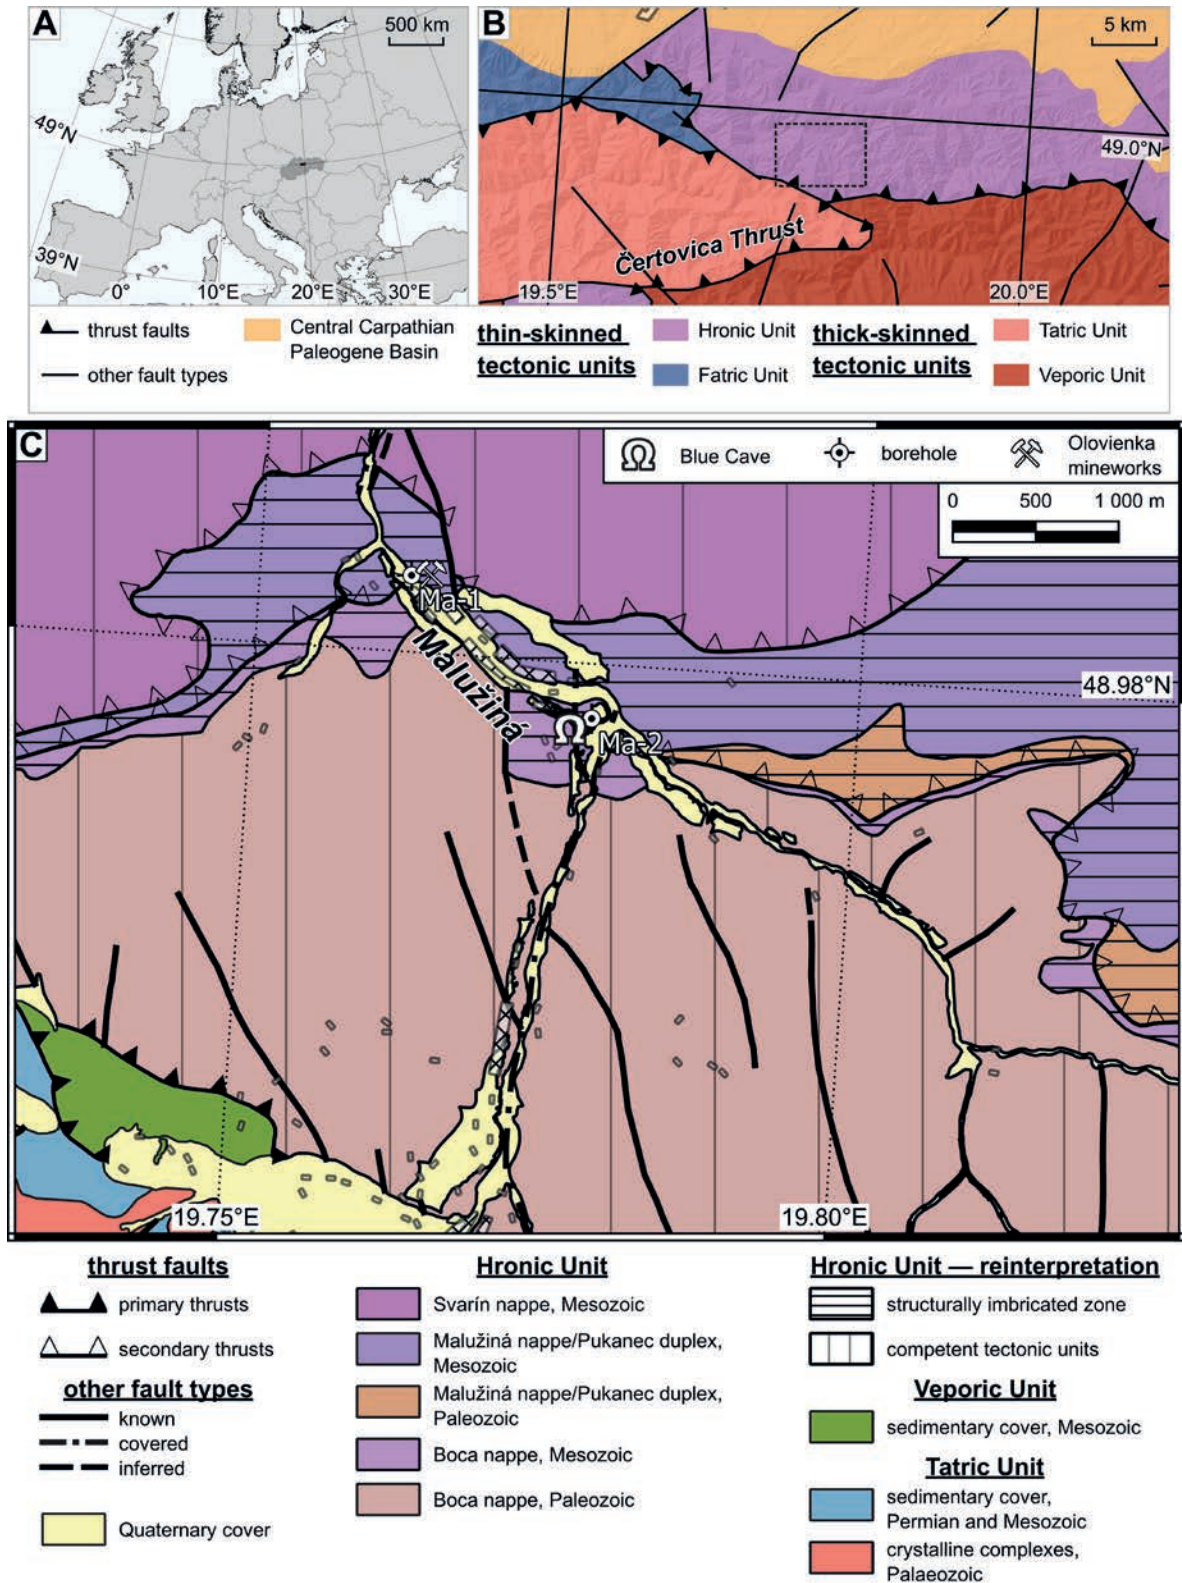 A
500 km
49°N
39°N
0°
10°E
20°E
30°E
B
5 km
49.0°N
Čertovica Thrust
19.5°E
20.0°E
thrust faults
other fault types
Central Carpathian
Paleogene Basin
thin-skinned
tectonic units
Hronic Unit
Fatric Unit
thick-skinned
tectonic units
Tatric Unit
Veporic Unit
C
Blue Cave
borehole
Olovienka
mineworks
0
500
1 000 m
Ma-1
Malužiná
48.98°N
Ma-2
19.75°E
19.80°E
thrust faults
primary thrusts
secondary thrusts
other fault types
known
covered
inferred
Quaternary cover
Hronic Unit
Svarín nappe, Mesozoic
Malužiná nappe/Pukanec duplex,
Mesozoic
Malužiná nappe/Pukanec duplex,
Paleozoic
Boca nappe, Mesozoic
Boca nappe, Paleozoic
Hronic Unit — reinterpretation
structurally imbricated zone
competent tectonic units
Veporic Unit
sedimentary cover, Mesozoic
Tatric Unit
sedimentary cover,
Permian and Mesozoic
crystalline complexes,
Palaeozoic